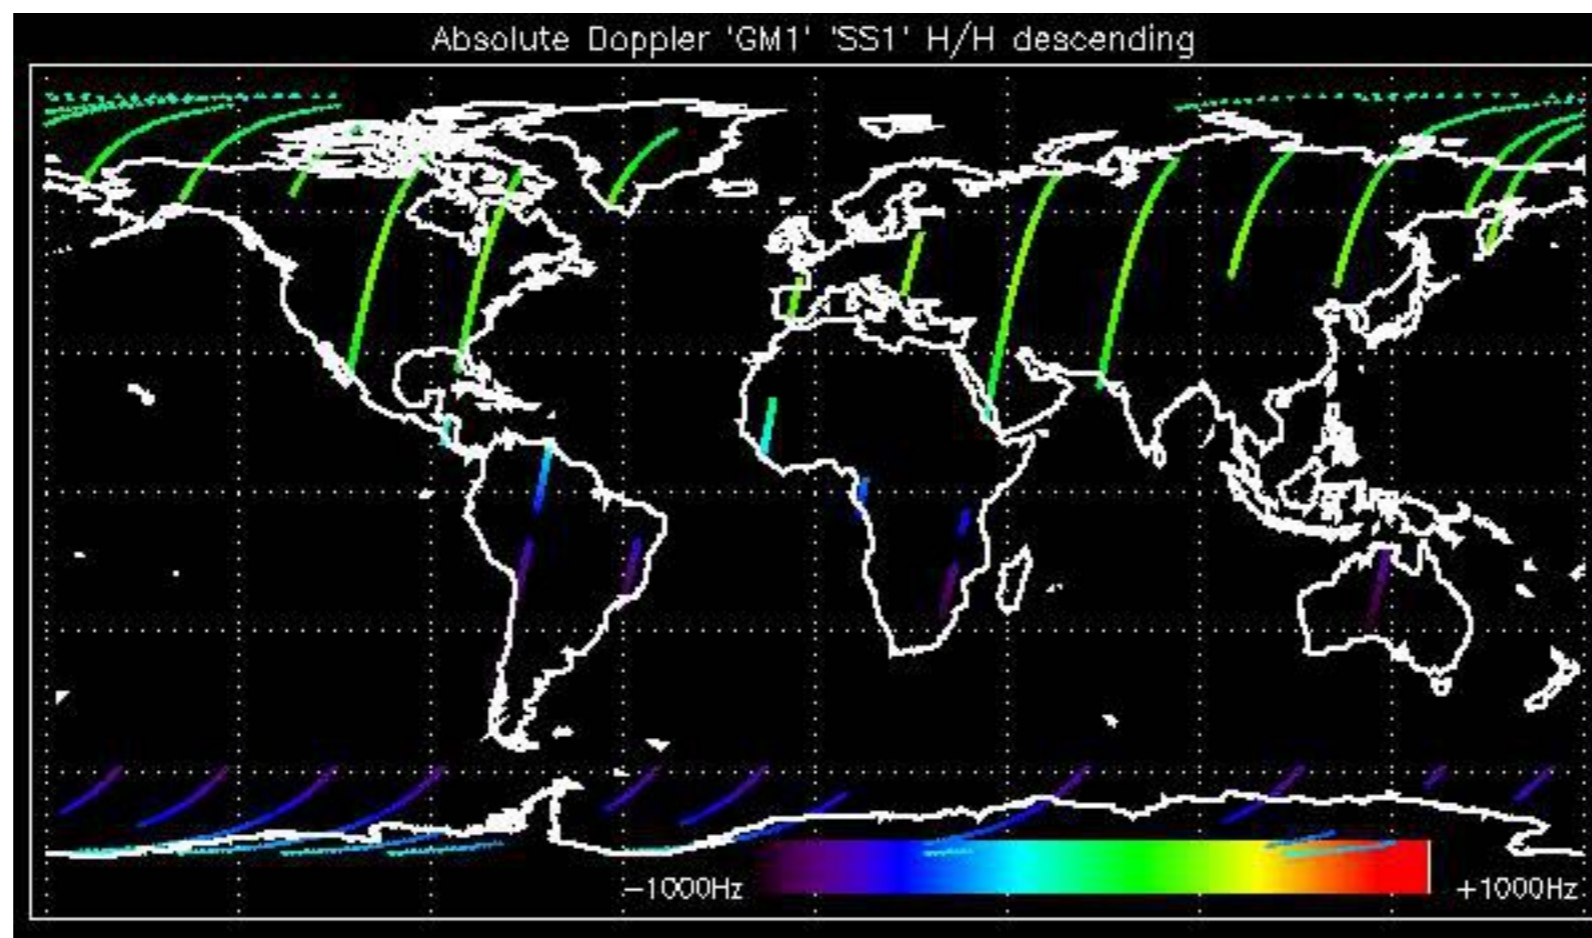 Absolute Doppler 'GM1' 'SS1' H/H descending
-1000Hz
+1000Hz